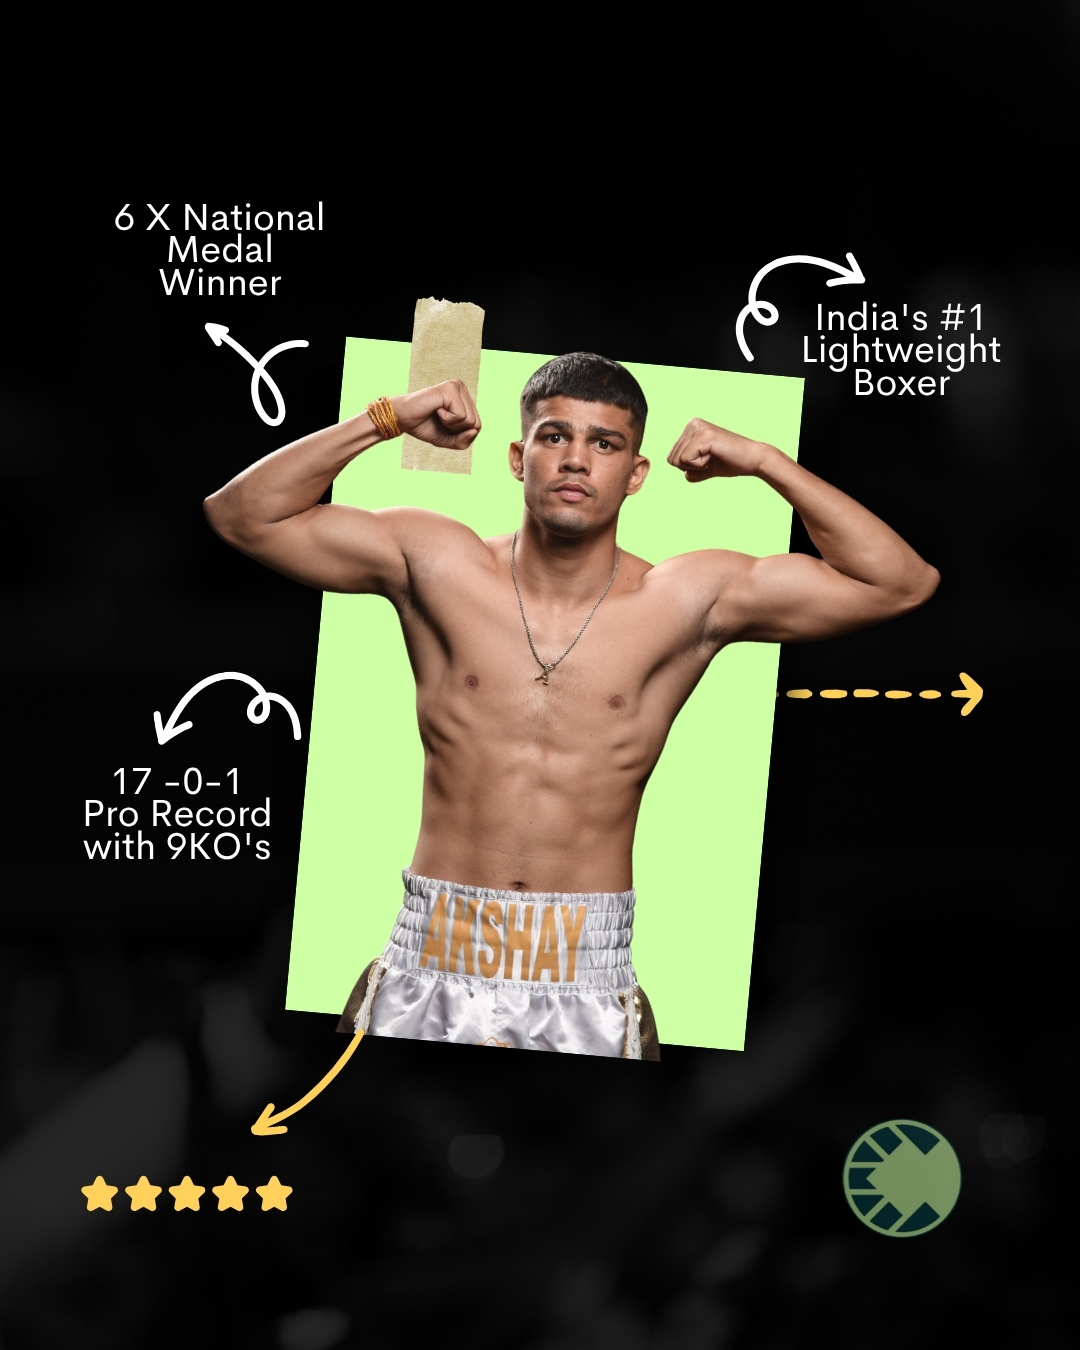 6 X National
Medal
Winner
India's #1
Lightweight
Boxer
17 -0-1
Pro Record
with 9KO's
AKSHAY